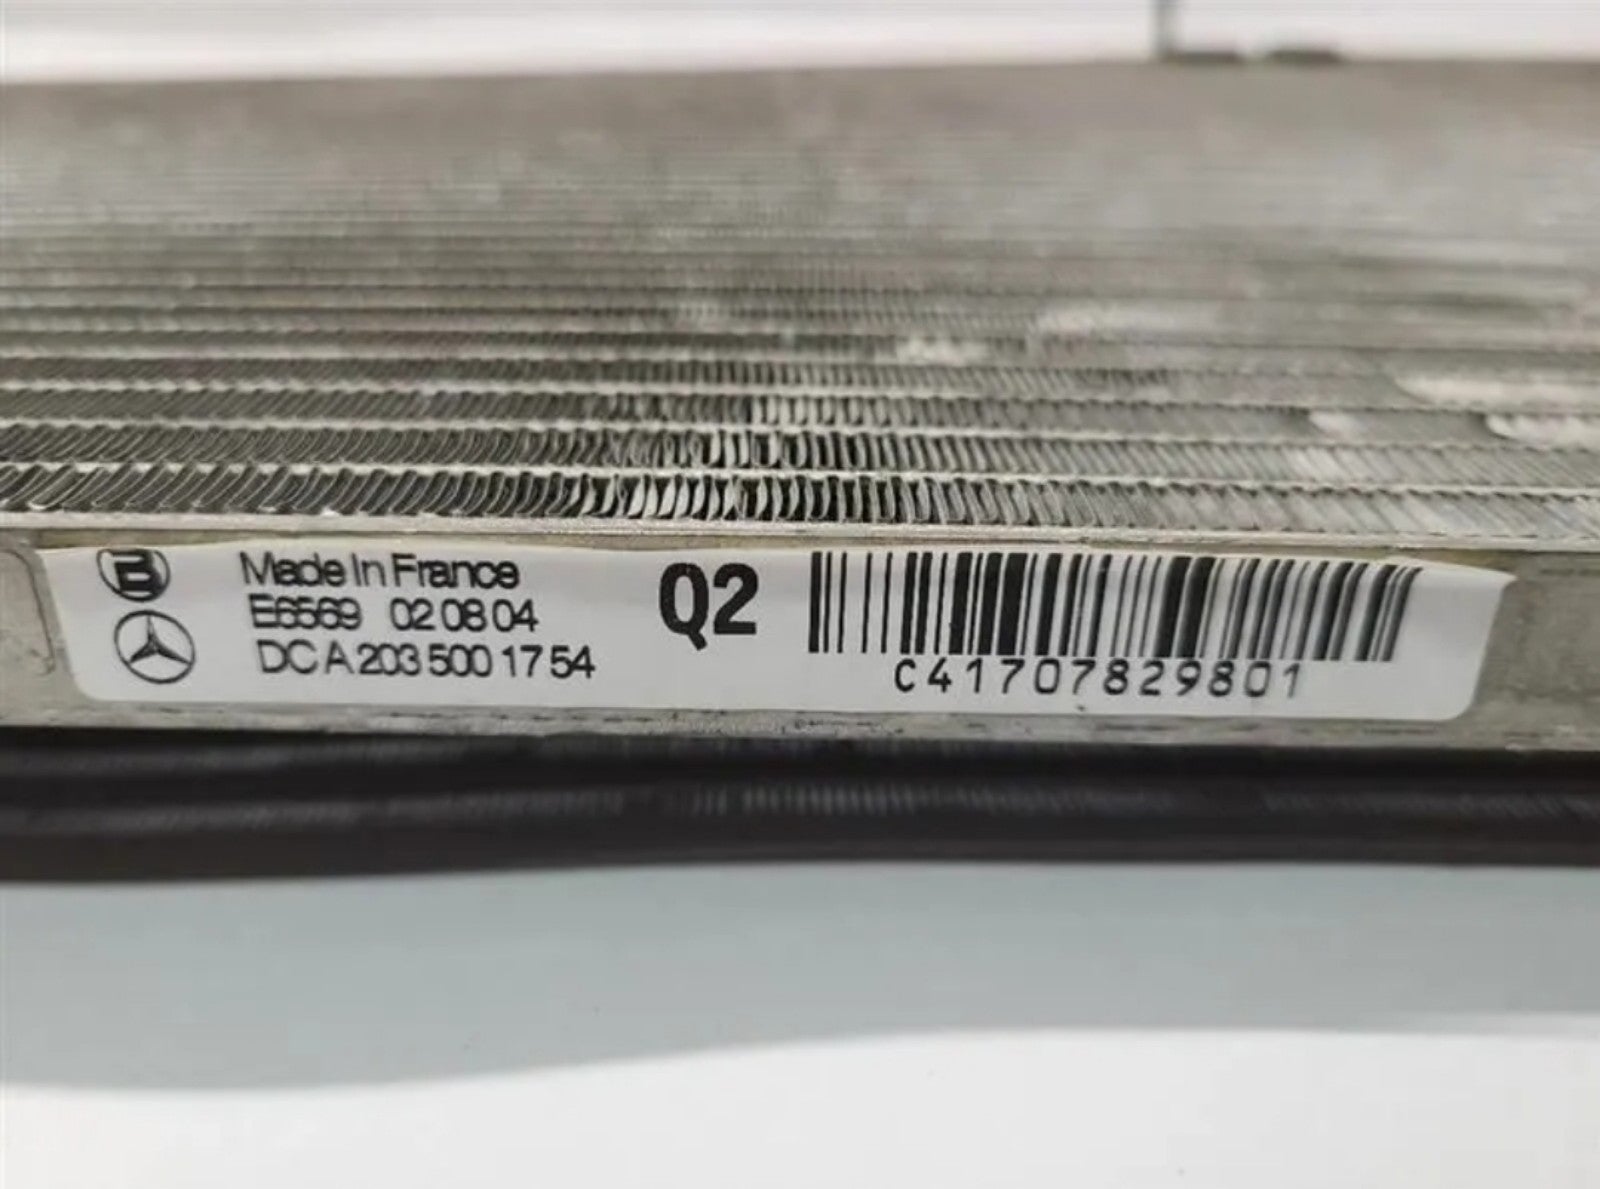 Made In France
E6569 02 08 04
DC A 203 500 17 54
Q2
C41707829801